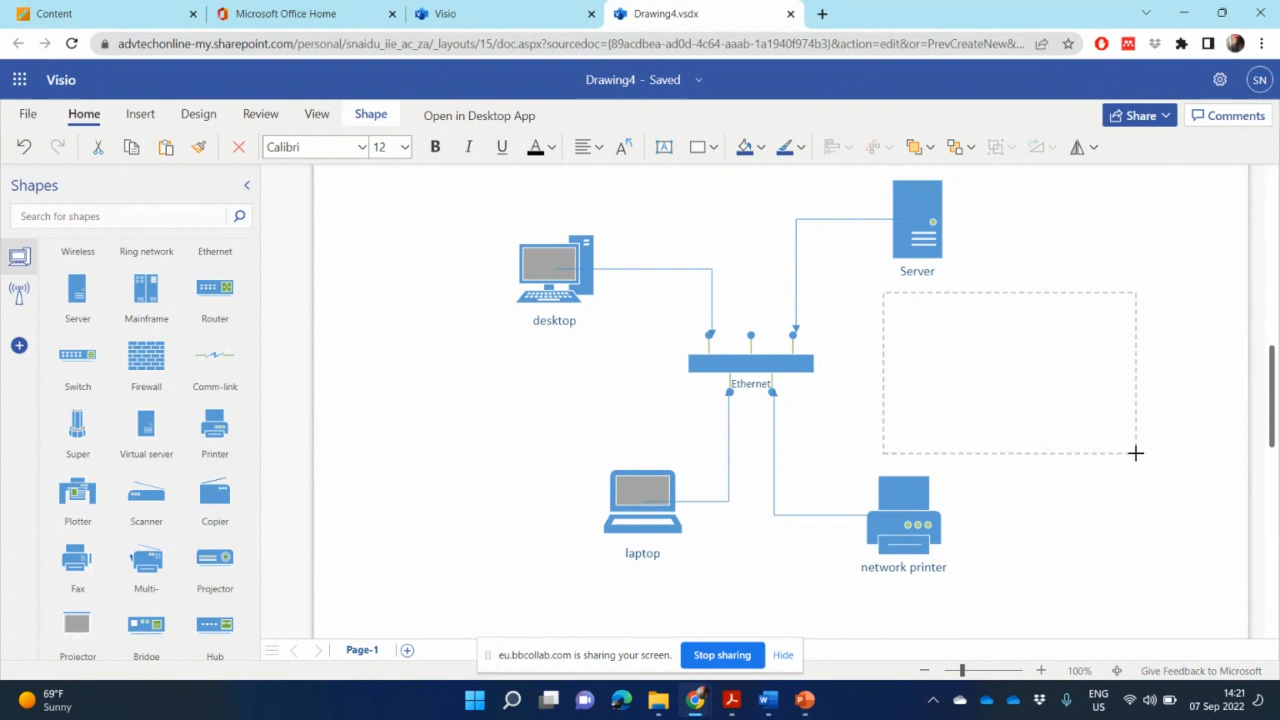 Content
Microsoft Office Home
Visio
Drawing4.vsdx
advtechonline-my.sharepoint.com/personal/snaidu_iie_ac_za/_layouts/15/doc.aspx?sourcedoc={89acdbea-ad0d-4c64-aaab-1a1940f974b3}&action=edit&or=PrevCreateNew&...
Visio
Drawing4 - Saved
SN
File
Home
Insert
Design
Review
View
Shape
Open in Desktop App
Share
Comments
Calibri
12
B
I
U
A
A
A
Shapes
Search for shapes
Wireless
Ring network
Ethernet
Server
Mainframe
Router
Switch
Firewall
Comm-link
Super
Virtual server
Printer
Plotter
Scanner
Copier
Fax
Multi-
Projector
Projector
Bridge
Hub
Server
desktop
Ethernet
laptop
network printer
Page-1
eu.bbcollab.com is sharing your screen.
Stop sharing
Hide
100%
Give Feedback to Microsoft
69°F
Sunny
ENG
US
14:21
07 Sep 2022